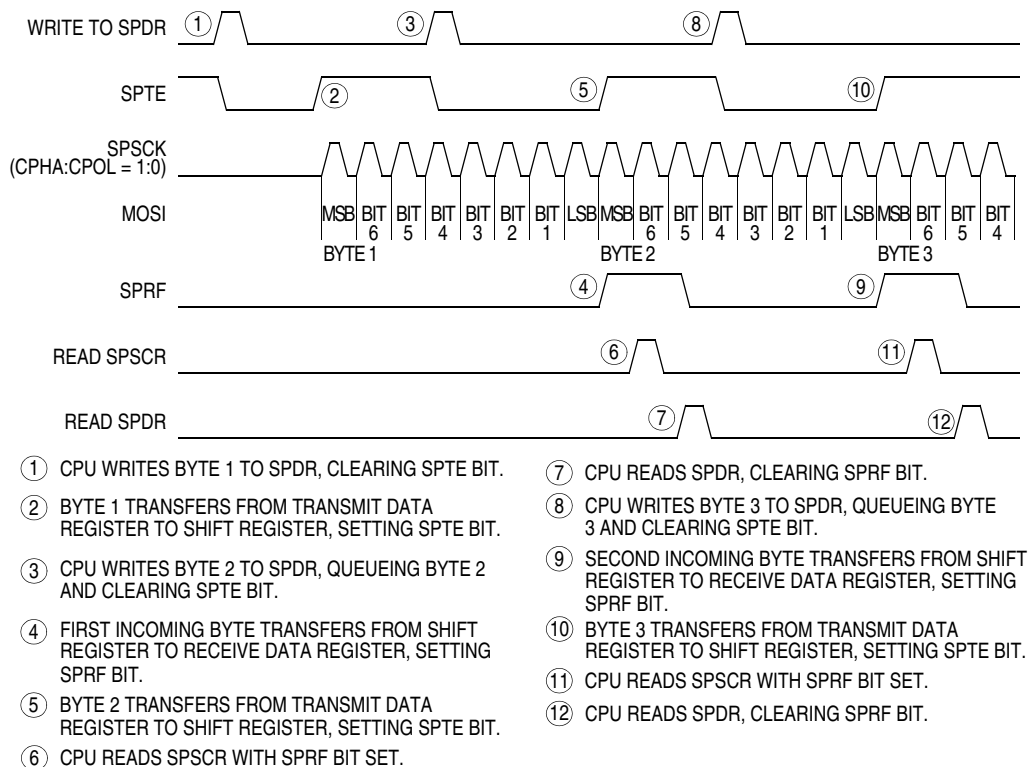 WRITE TO SPDR
1
3
8
SPTE
2
5
10
SPSCK
(CPHA:CPOL = 1:0)
MOSI
MSB BIT 6 BIT 5 BIT 4 BIT 3 BIT 2 BIT 1 LSB MSB BIT 6 BIT 5 BIT 4 BIT 3 BIT 2 BIT 1 LSB MSB BIT 6 BIT 5 BIT 4
BYTE 1
BYTE 2
BYTE 3
SPRF
4
9
READ SPSCR
6
11
READ SPDR
7
12
1 CPU WRITES BYTE 1 TO SPDR, CLEARING SPTE BIT.
2 BYTE 1 TRANSFERS FROM TRANSMIT DATA
REGISTER TO SHIFT REGISTER, SETTING SPTE BIT.
3 CPU WRITES BYTE 2 TO SPDR, QUEUEING BYTE 2
AND CLEARING SPTE BIT.
4 FIRST INCOMING BYTE TRANSFERS FROM SHIFT
REGISTER TO RECEIVE DATA REGISTER, SETTING
SPRF BIT.
5 BYTE 2 TRANSFERS FROM TRANSMIT DATA
REGISTER TO SHIFT REGISTER, SETTING SPTE BIT.
6 CPU READS SPSCR WITH SPRF BIT SET.
7 CPU READS SPDR, CLEARING SPRF BIT.
8 CPU WRITES BYTE 3 TO SPDR, QUEUEING BYTE
3 AND CLEARING SPTE BIT.
9 SECOND INCOMING BYTE TRANSFERS FROM SHIFT
REGISTER TO RECEIVE DATA REGISTER, SETTING
SPRF BIT.
10 BYTE 3 TRANSFERS FROM TRANSMIT DATA
REGISTER TO SHIFT REGISTER, SETTING SPTE BIT.
11 CPU READS SPSCR WITH SPRF BIT SET.
12 CPU READS SPDR, CLEARING SPRF BIT.